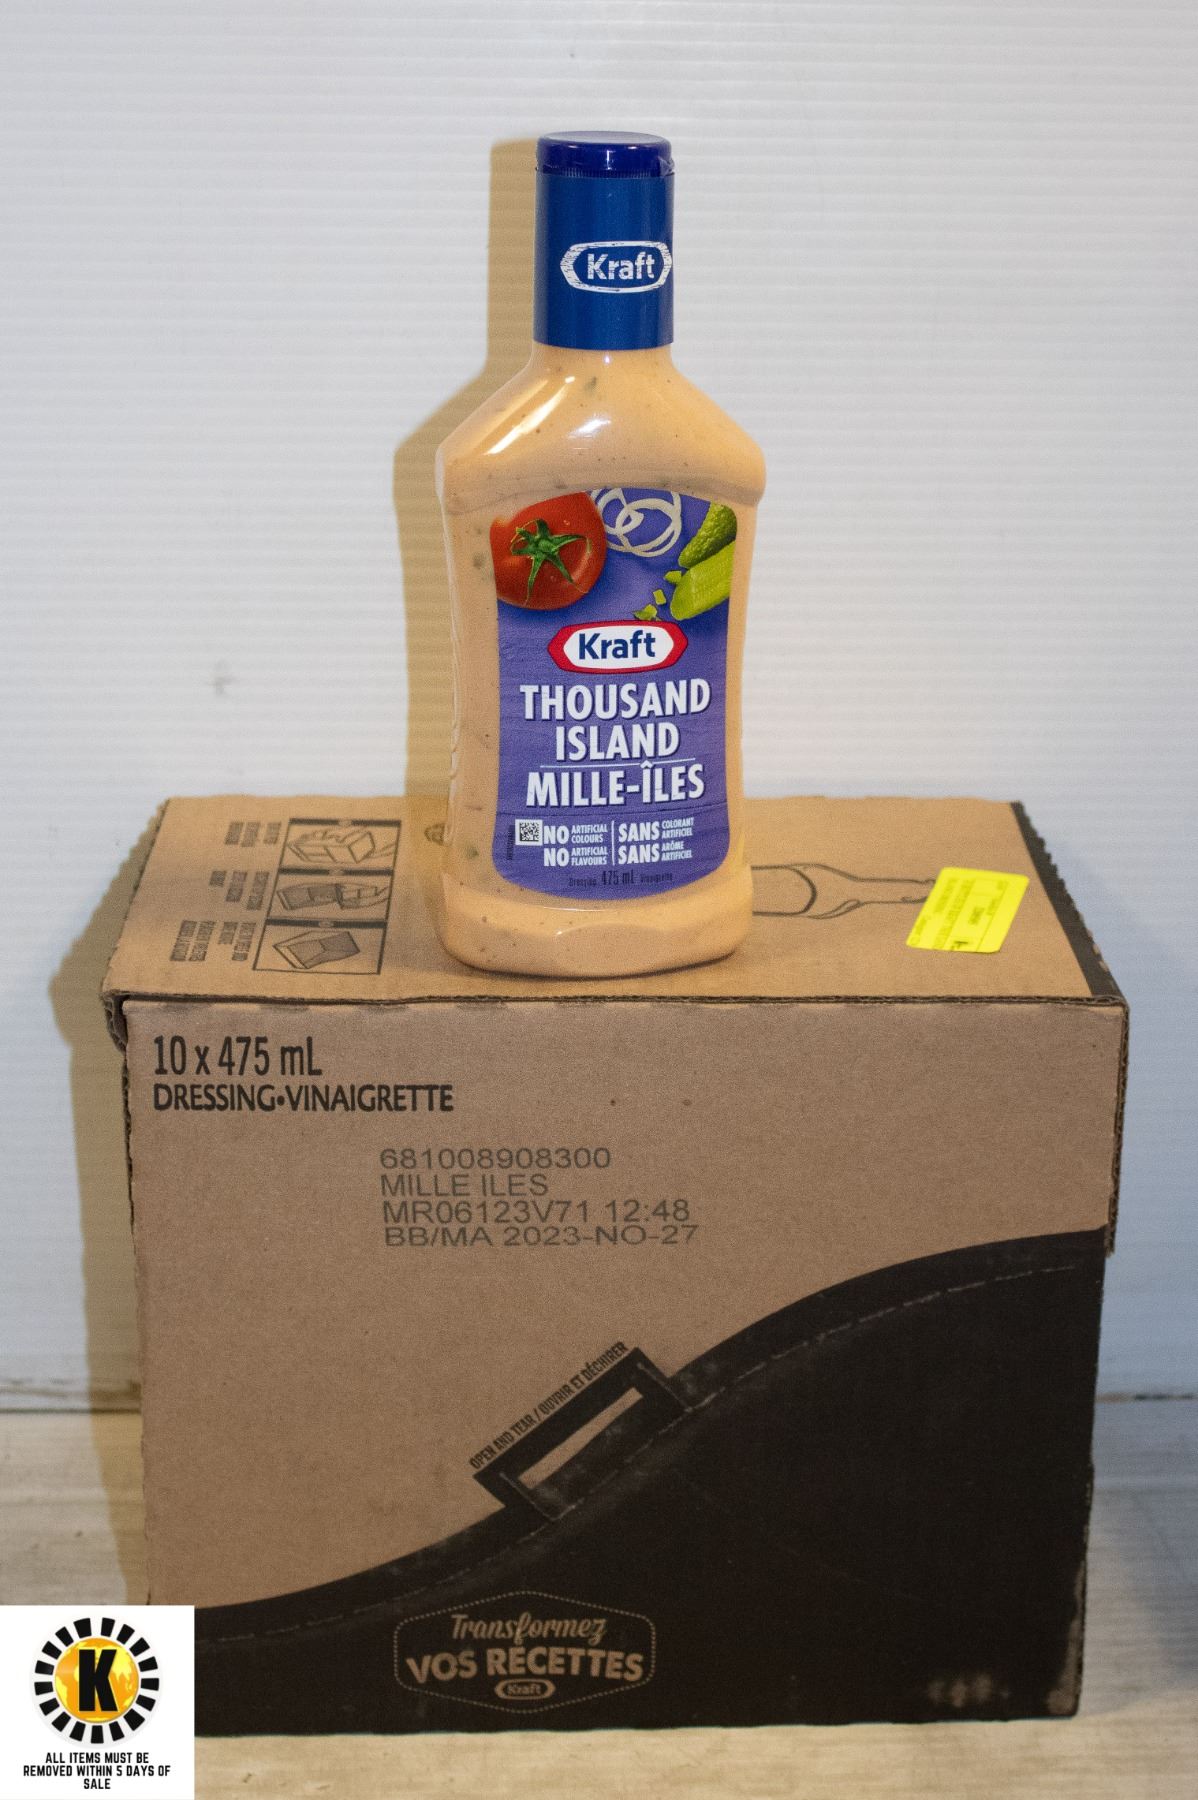 Kraft
Kraft
THOUSAND
ISLAND
MILLE-ÎLES
NO ARTIFICIAL COLOURS
NO ARTIFICIAL FLAVOURS
SANS COLORANT ARTIFICIEL
SANS ARÔME ARTIFICIEL
Dressing 475 mL Vinaigrette
10 x 475 mL
DRESSING•VINAIGRETTE
681008908300
MILLE ILES
MR06123V71 12:48
BB/MA 2023-NO-27
OPEN AND TEAR / OUVRIR ET DÉCHIRER
Transformez
VOS RECETTES
Kraft
K
ALL ITEMS MUST BE
REMOVED WITHIN 5 DAYS OF
SALE